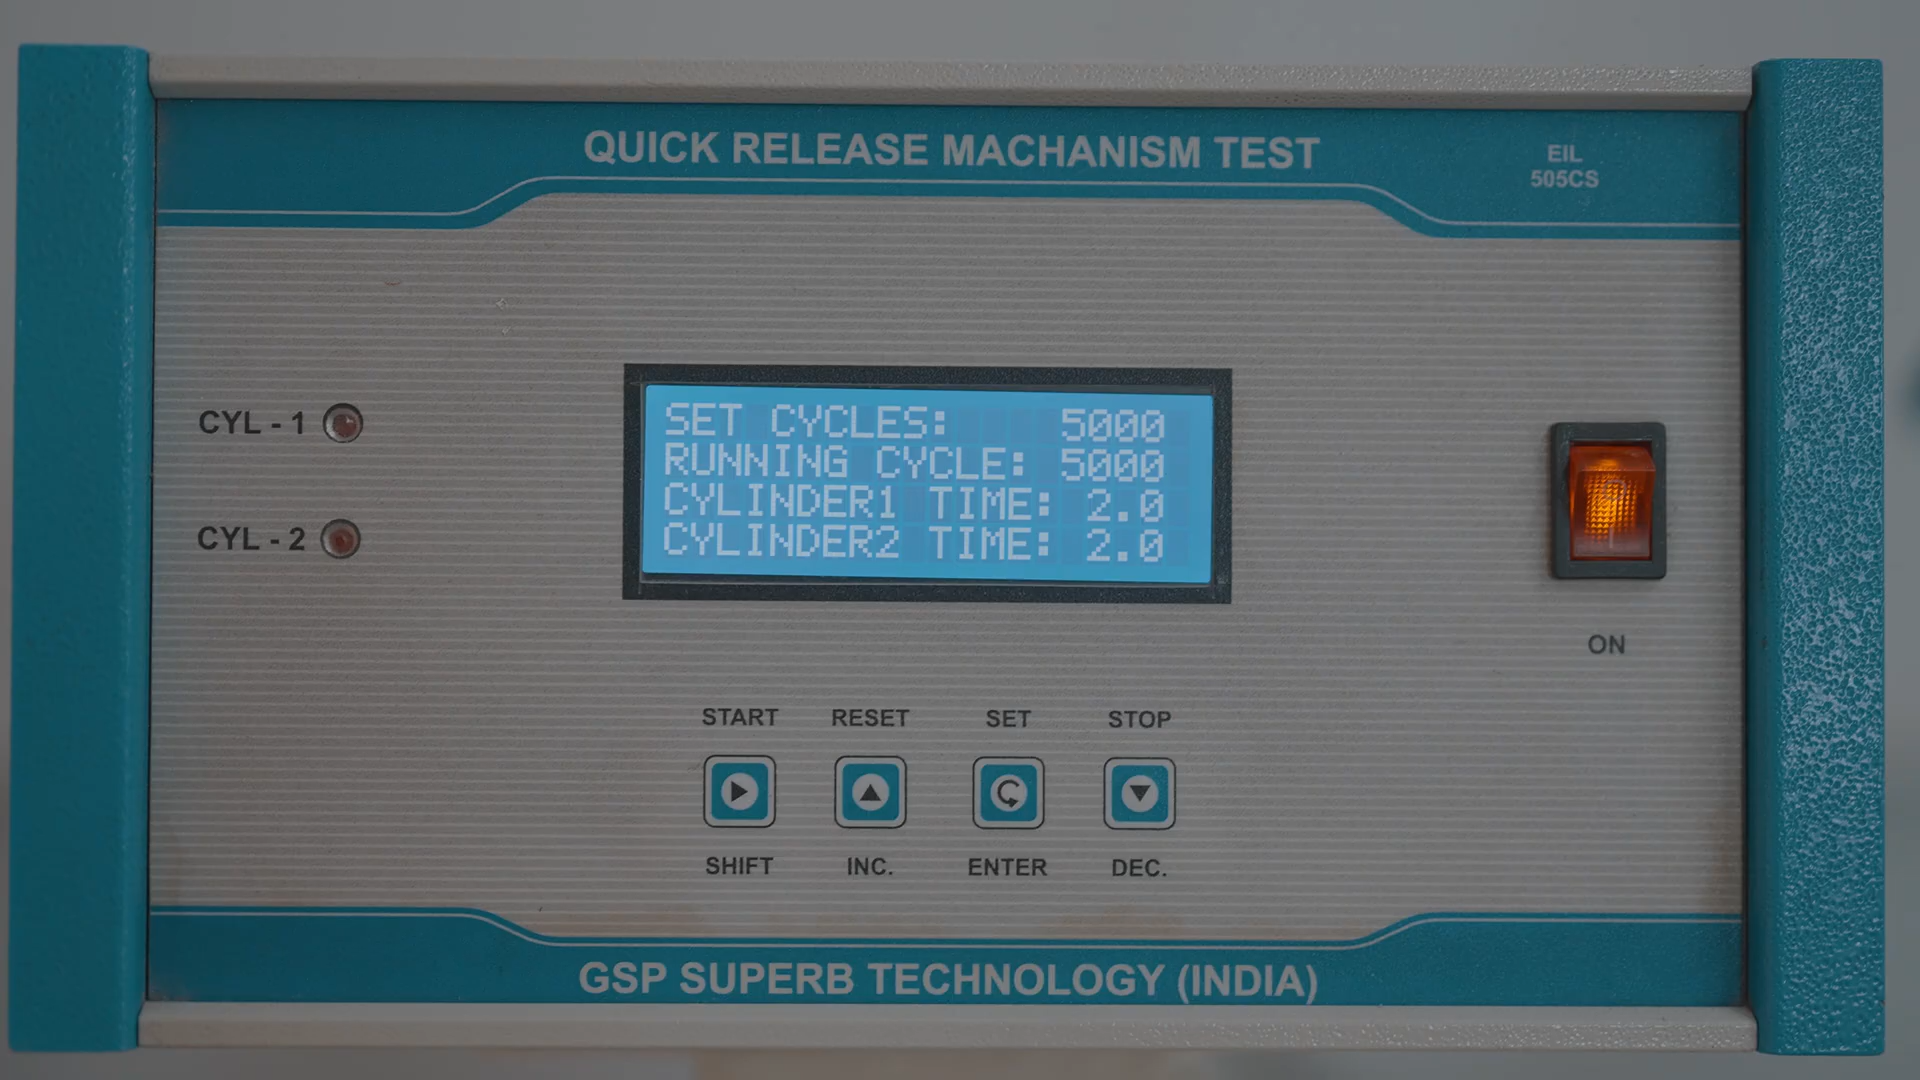 QUICK RELEASE MACHANISM TEST
EIL
505CS
CYL - 1
CYL - 2
SET CYCLES: 5000
RUNNING CYCLE: 5000
CYLINDER1 TIME: 2.0
CYLINDER2 TIME: 2.0
ON
START RESET SET STOP
SHIFT INC. ENTER DEC.
GSP SUPERB TECHNOLOGY (INDIA)